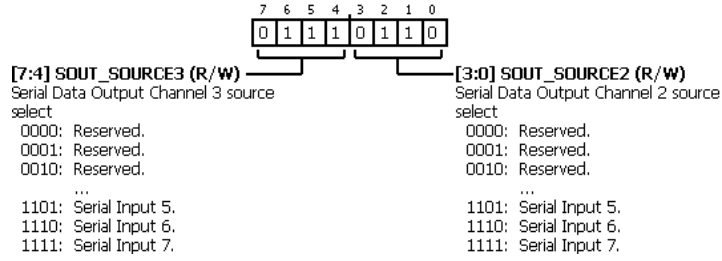 7 6 5 4 3 2 1 0
0 1 1 1 0 1 1 0
[7:4] SOUT_SOURCE3 (R/W)
Serial Data Output Channel 3 source
select
0000: Reserved.
0001: Reserved.
0010: Reserved.
...
1101: Serial Input 5.
1110: Serial Input 6.
1111: Serial Input 7.
[3:0] SOUT_SOURCE2 (R/W)
Serial Data Output Channel 2 source
select
0000: Reserved.
0001: Reserved.
0010: Reserved.
...
1101: Serial Input 5.
1110: Serial Input 6.
1111: Serial Input 7.